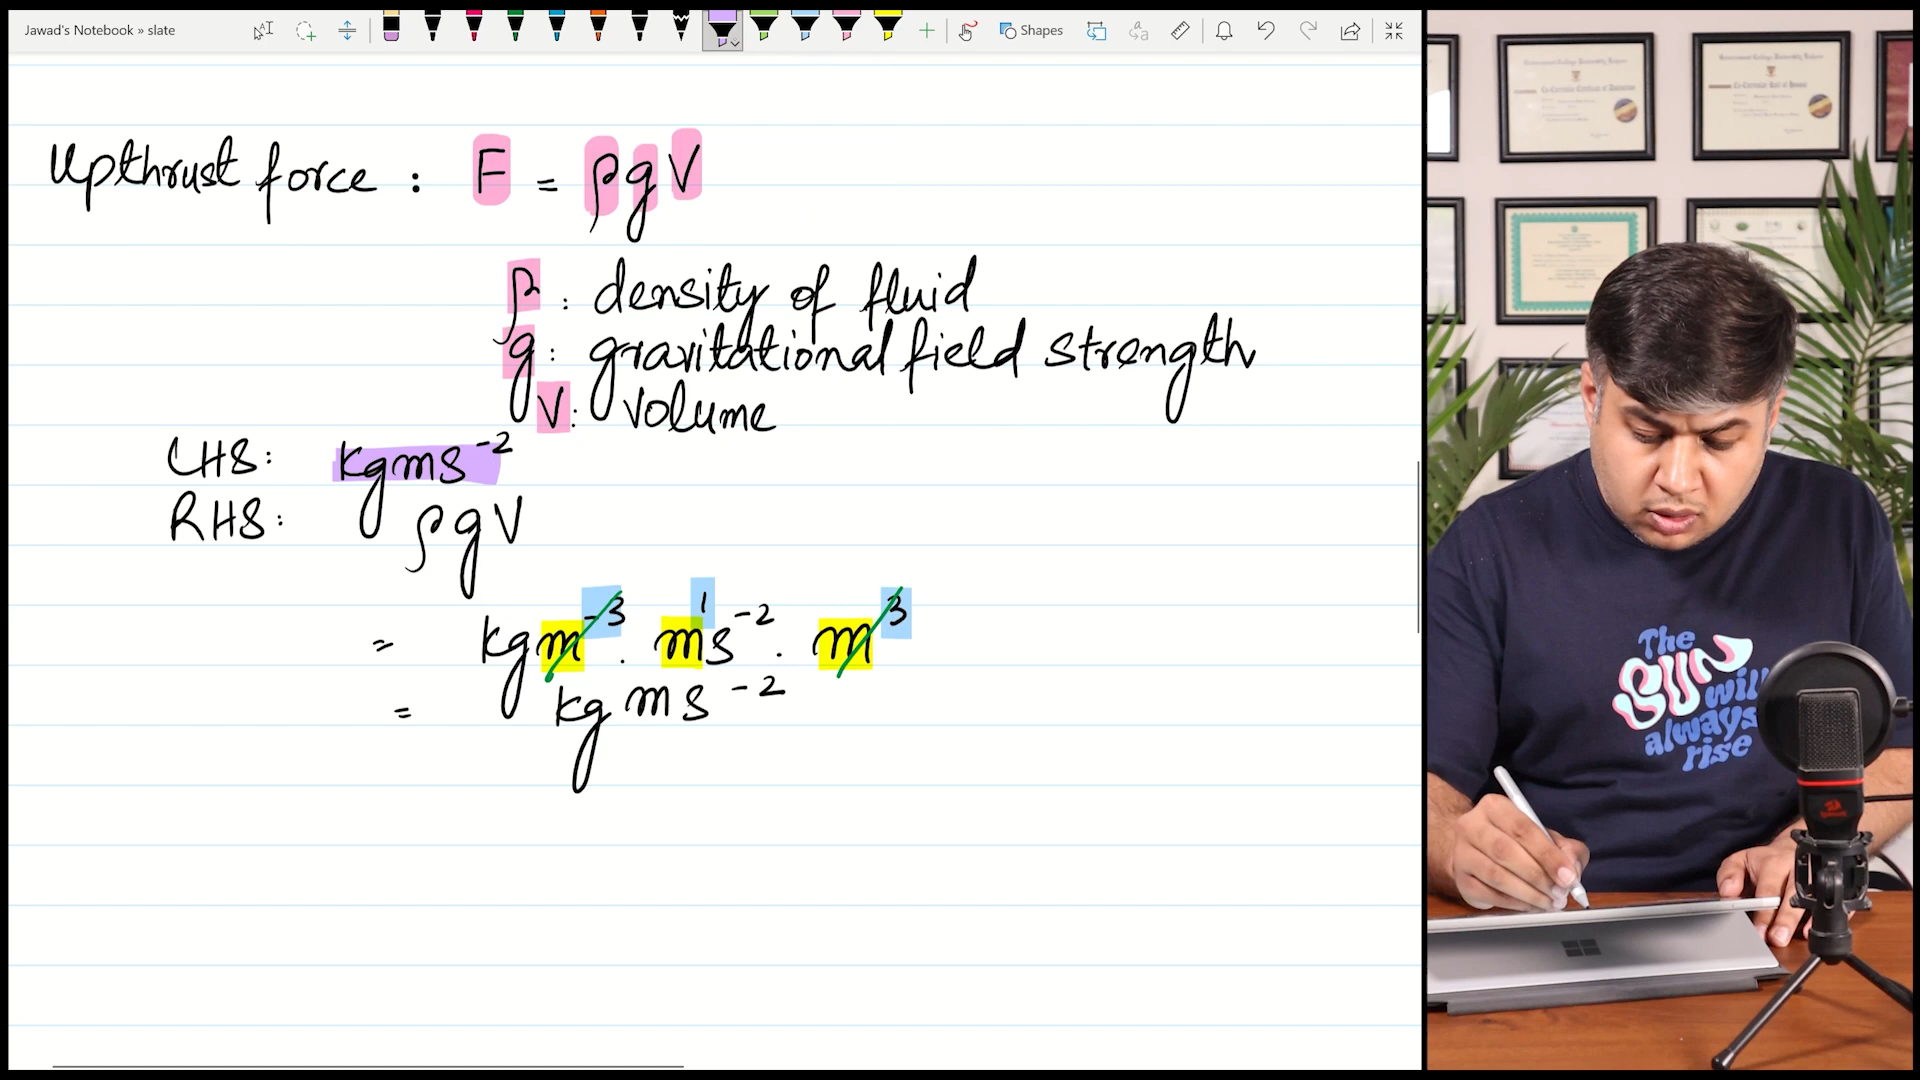 Jawad's Notebook » slate
Shapes
Upthrust force : F = ρgV
ρ : density of fluid
g : gravitational field strength
V : Volume
LHS: kgms⁻²
RHS: ρgV
= kgm⁻³ . m¹s⁻² . m³
= kgms⁻²
The
SUN
will
always
rise